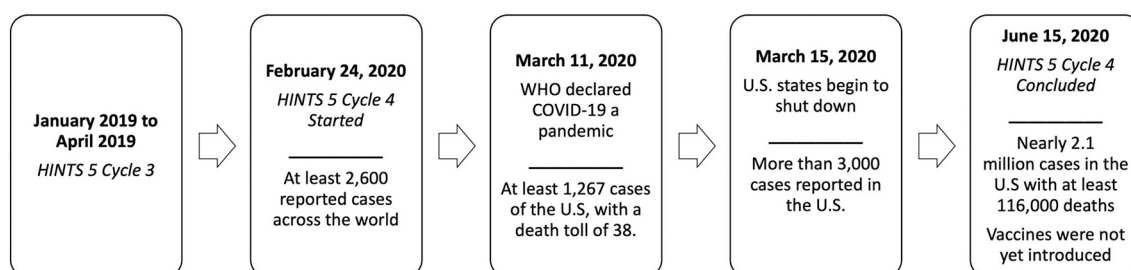 January 2019 to
April 2019
HINTS 5 Cycle 3
February 24, 2020
HINTS 5 Cycle 4
Started
At least 2,600
reported cases
across the world
March 11, 2020
WHO declared
COVID-19 a
pandemic
At least 1,267 cases
of the U.S, with a
death toll of 38.
March 15, 2020
U.S. states begin to
shut down
More than 3,000
cases reported in
the U.S.
June 15, 2020
HINTS 5 Cycle 4
Concluded
Nearly 2.1
million cases in the
U.S with at least
116,000 deaths
Vaccines were not
yet introduced